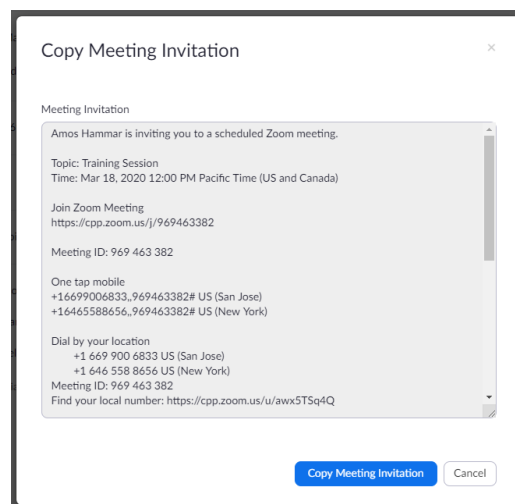 Copy Meeting Invitation
×
Meeting Invitation
Amos Hammar is inviting you to a scheduled Zoom meeting.
Topic: Training Session
Time: Mar 18, 2020 12:00 PM Pacific Time (US and Canada)
Join Zoom Meeting
https://cpp.zoom.us/j/969463382
Meeting ID: 969 463 382
One tap mobile
+16699006833,,969463382# US (San Jose)
+16465588656,,969463382# US (New York)
Dial by your location
+1 669 900 6833 US (San Jose)
+1 646 558 8656 US (New York)
Meeting ID: 969 463 382
Find your local number: https://cpp.zoom.us/u/awx5TSq4Q
Copy Meeting Invitation
Cancel